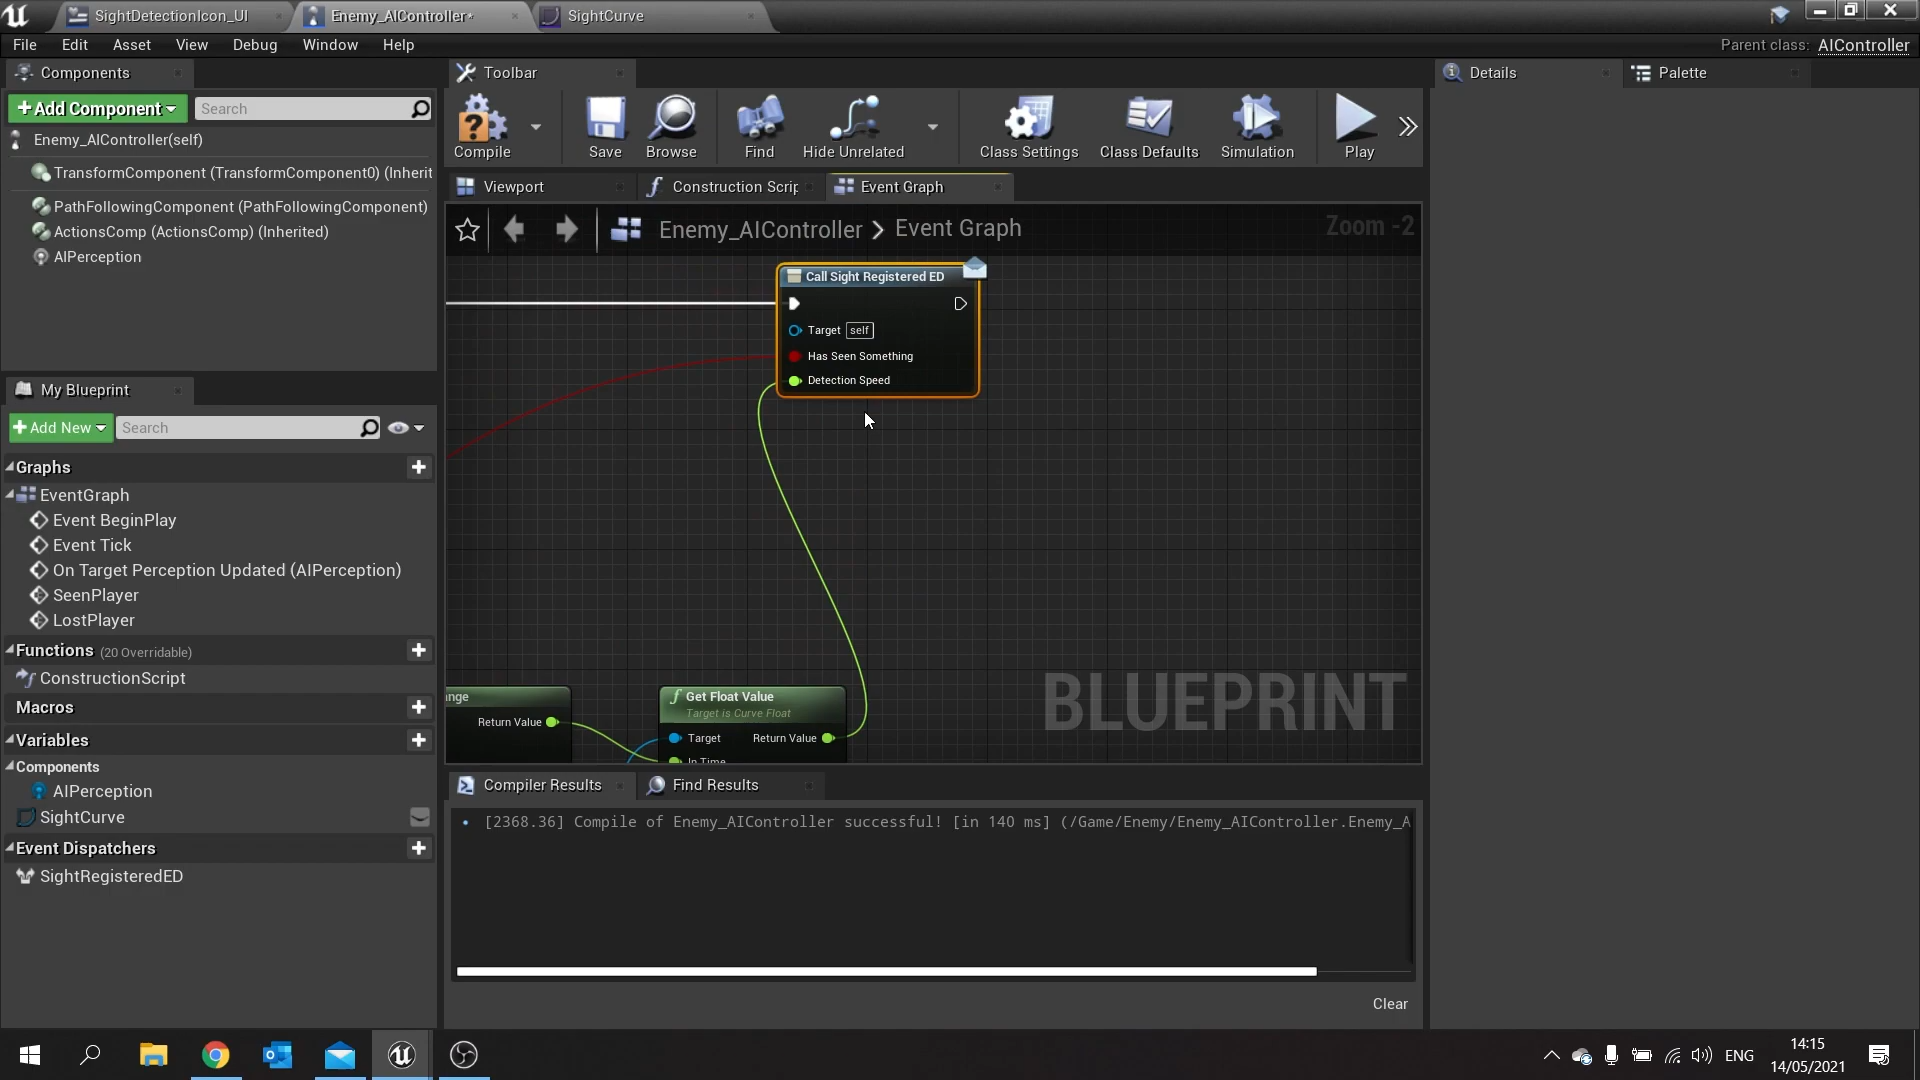 SightDetectionIcon_UI
Enemy_AIController*
SightCurve
File Edit Asset View Debug Window Help
Parent class: AIController
Components
Toolbar
Details
Palette
+Add Component
Search
Enemy_AIController(self)
TransformComponent (TransformComponent0) (Inherit
PathFollowingComponent (PathFollowingComponent)
ActionsComp (ActionsComp) (Inherited)
AIPerception
Compile
Save
Browse
Find
Hide Unrelated
Class Settings
Class Defaults
Simulation
Play
Viewport
Construction Scrip
Event Graph
Enemy_AIController > Event Graph
Zoom -2
Call Sight Registered ED
Target self
Has Seen Something
Detection Speed
My Blueprint
+Add New
Search
Graphs
EventGraph
Event BeginPlay
Event Tick
On Target Perception Updated (AIPerception)
SeenPlayer
LostPlayer
Functions (20 Overridable)
ConstructionScript
Macros
Variables
Components
AIPerception
SightCurve
Event Dispatchers
SightRegisteredED
nge
Return Value
Get Float Value
Target is Curve Float
Target
Return Value
In Time
BLUEPRINT
Compiler Results
Find Results
[2368.36] Compile of Enemy_AIController successful! [in 140 ms] (/Game/Enemy/Enemy_AIController.Enemy_A
Clear
ENG
14:15
14/05/2021